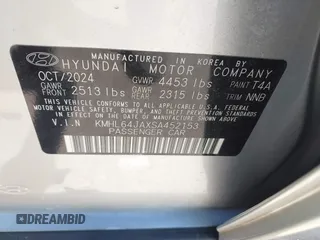 MANUFACTURED IN KOREA BY
HYUNDAI MOTOR COMPANY
OCT/2024 GVWR 4453 lbs PAINT T4A
GAWR FRONT 2513 lbs GAWR REAR 2315 lbs TRIM NNB
THIS VEHICLE CONFORMS TO ALL APPLICABLE FEDERAL
MOTOR VEHICLE SAFETY, BUMPER, AND THEFT PREVENTION
STANDARDS IN EFFECT ON THE DATE OF MANUFACTURE SHOWN ABOVE.
V.I.N KMHL64JAXSA452153
PASSENGER CAR
DREAMBID